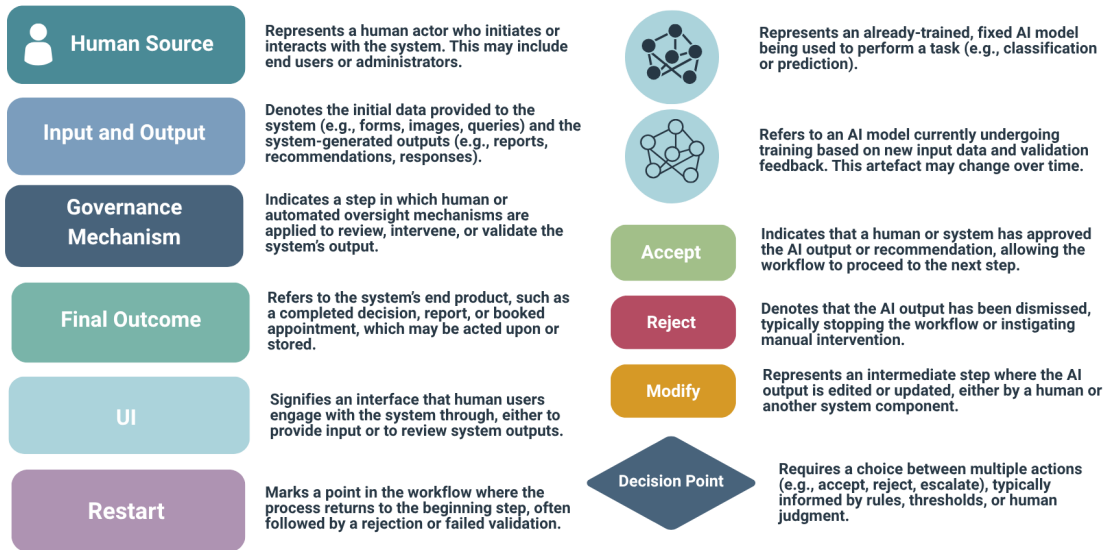 Human Source
Represents a human actor who initiates or
interacts with the system. This may include
end users or administrators.
Input and Output
Denotes the initial data provided to the
system (e.g., forms, images, queries) and the
system-generated outputs (e.g., reports,
recommendations, responses).
Governance
Mechanism
Indicates a step in which human or
automated oversight mechanisms are
applied to review, intervene, or validate the
system's output.
Final Outcome
Refers to the system's end product, such as
a completed decision, report, or booked
appointment, which may be acted upon or
stored.
UI
Signifies an interface that human users
engage with the system through, either to
provide input or to review system outputs.
Restart
Marks a point in the workflow where the
process returns to the beginning step, often
followed by a rejection or failed validation.
Represents an already-trained, fixed AI model
being used to perform a task (e.g., classification
or prediction).
Refers to an AI model currently undergoing
training based on new input data and validation
feedback. This artefact may change over time.
Accept
Indicates that a human or system has approved
the AI output or recommendation, allowing the
workflow to proceed to the next step.
Reject
Denotes that the AI output has been dismissed,
typically stopping the workflow or instigating
manual intervention.
Modify
Represents an intermediate step where the AI
output is edited or updated, either by a human or
another system component.
Decision Point
Requires a choice between multiple actions
(e.g., accept, reject, escalate), typically
informed by rules, thresholds, or human
judgment.